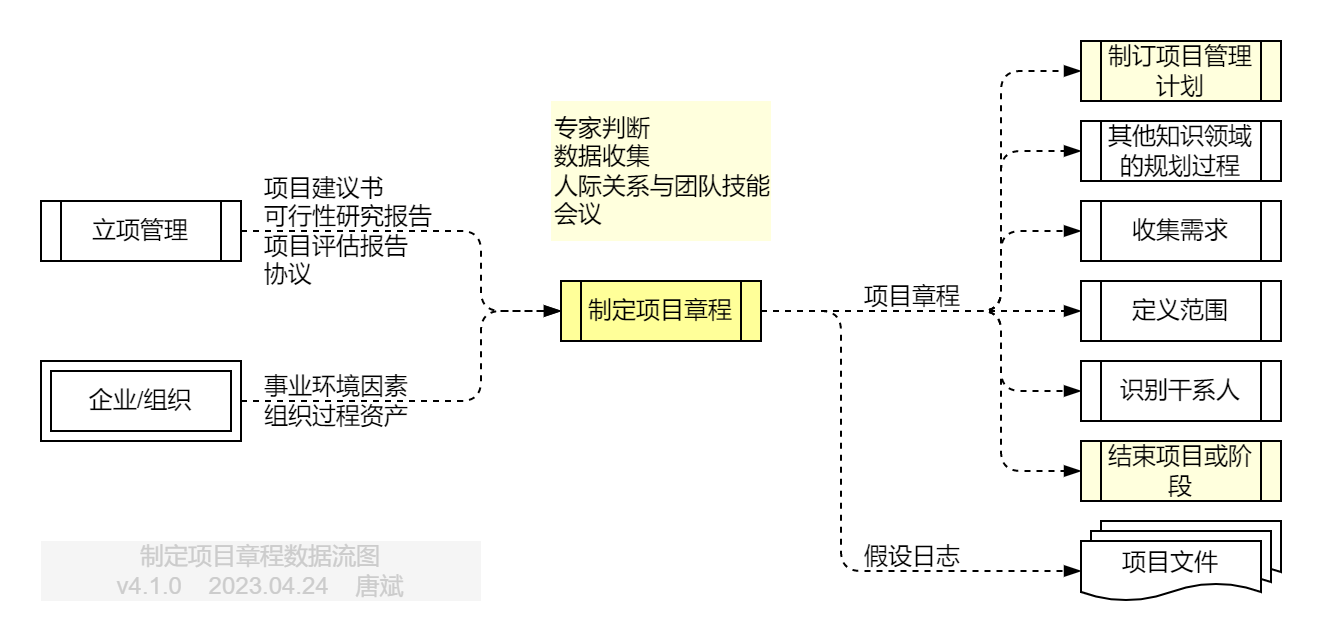 立项管理
项目建议书
可行性研究报告
项目评估报告
协议
企业/组织
事业环境因素
组织过程资产
专家判断
数据收集
人际关系与团队技能
会议
制定项目章程
项目章程
假设日志
制订项目管理
计划
其他知识领域
的规划过程
收集需求
定义范围
识别干系人
结束项目或阶
段
项目文件
制定项目章程数据流图
v4.1.0 2023.04.24 唐斌